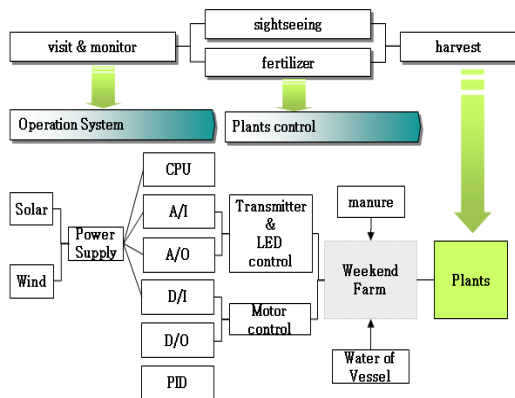 sightseeing
visit & monitor
harvest
fertilizer
Operation System
Plants control
CPU
Solar
A/I
Transmitter
&
LED
control
manure
Power
Supply
A/O
Weekend
Farm
Plants
Wind
D/I
Motor
control
D/O
Water of
Vessel
PID